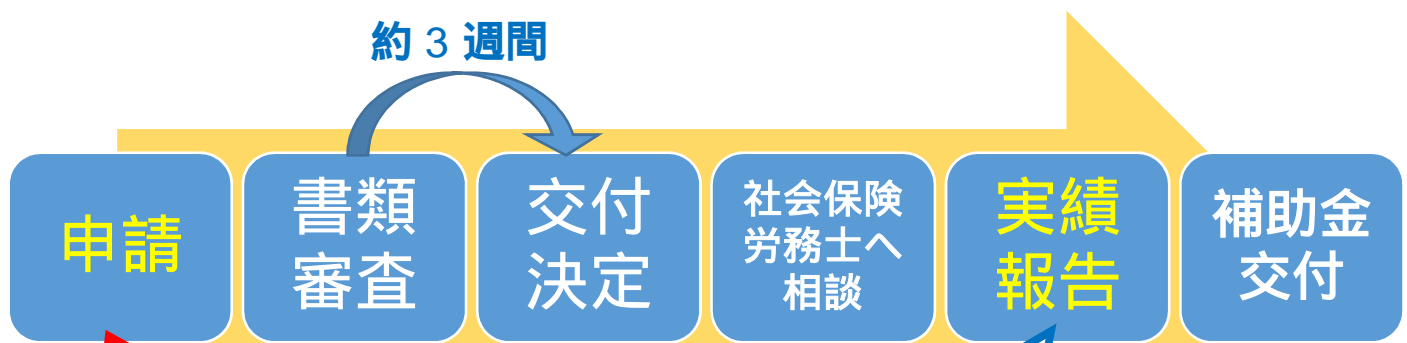 約 3 週間
申請
書類
審査
交付
決定
社会保険
労務士へ
相談
実績
報告
補助金
交付